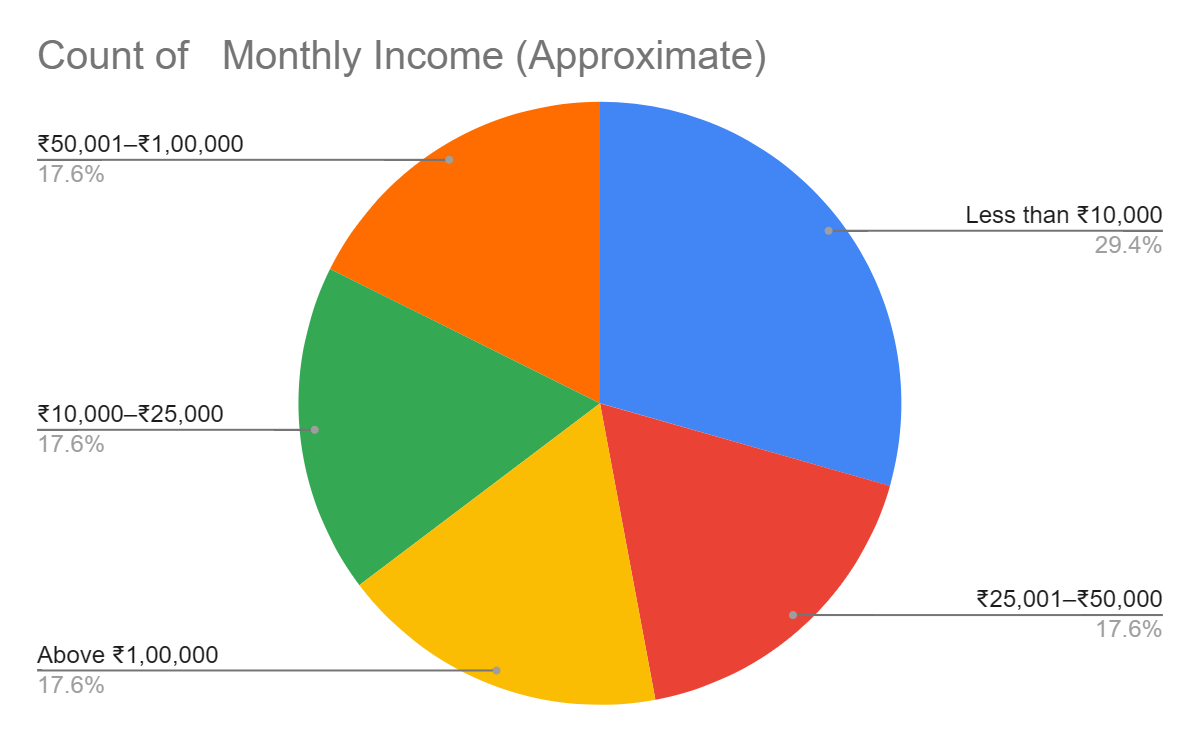 Count of   Monthly Income (Approximate)
₹50,001–₹1,00,000
17.6%
Less than ₹10,000
29.4%
₹10,000–₹25,000
17.6%
₹25,001–₹50,000
17.6%
Above ₹1,00,000
17.6%